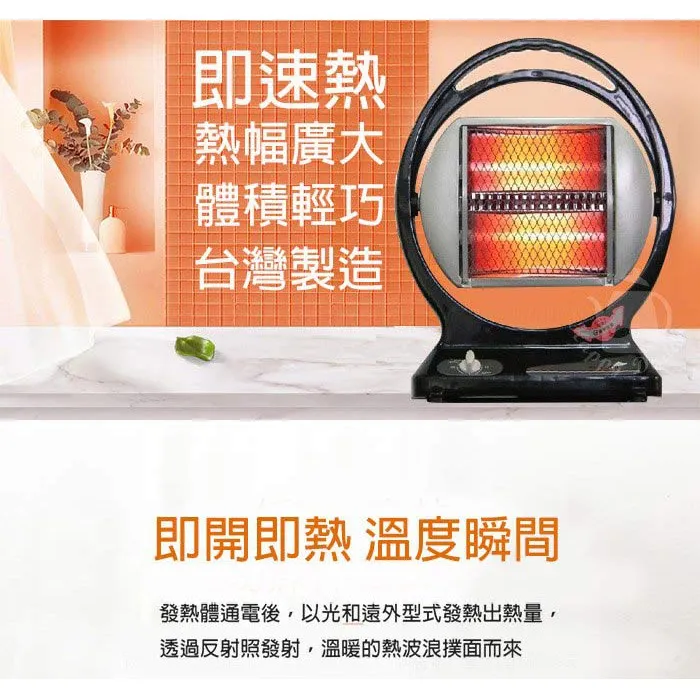 即速熱
熱幅廣大
體積輕巧
台灣製造
即開即熱 溫度瞬間
發熱體通電後，以光和遠外型式發熱出熱量，
透過反射照發射，溫暖的熱波浪撲面而來